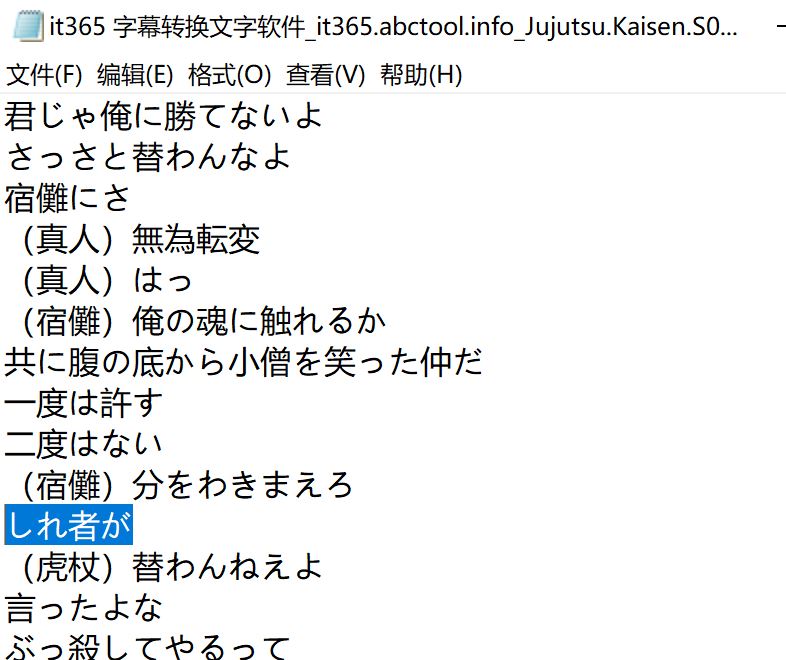 it365 字幕转换文字软件_it365.abctool.info_Jujutsu.Kaisen.S0...
文件(F) 编辑(E) 格式(O) 查看(V) 帮助(H)
君じゃ俺に勝てないよ
さっさと替わんなよ
宿儺にさ
（真人）無為転変
（真人）はっ
（宿儺）俺の魂に触れるか
共に腹の底から小僧を笑った仲だ
一度は許す
二度はない
（宿儺）分をわきまえろ
しれ者が
（虎杖）替わんねえよ
言ったよな
ぶっ殺してやるって